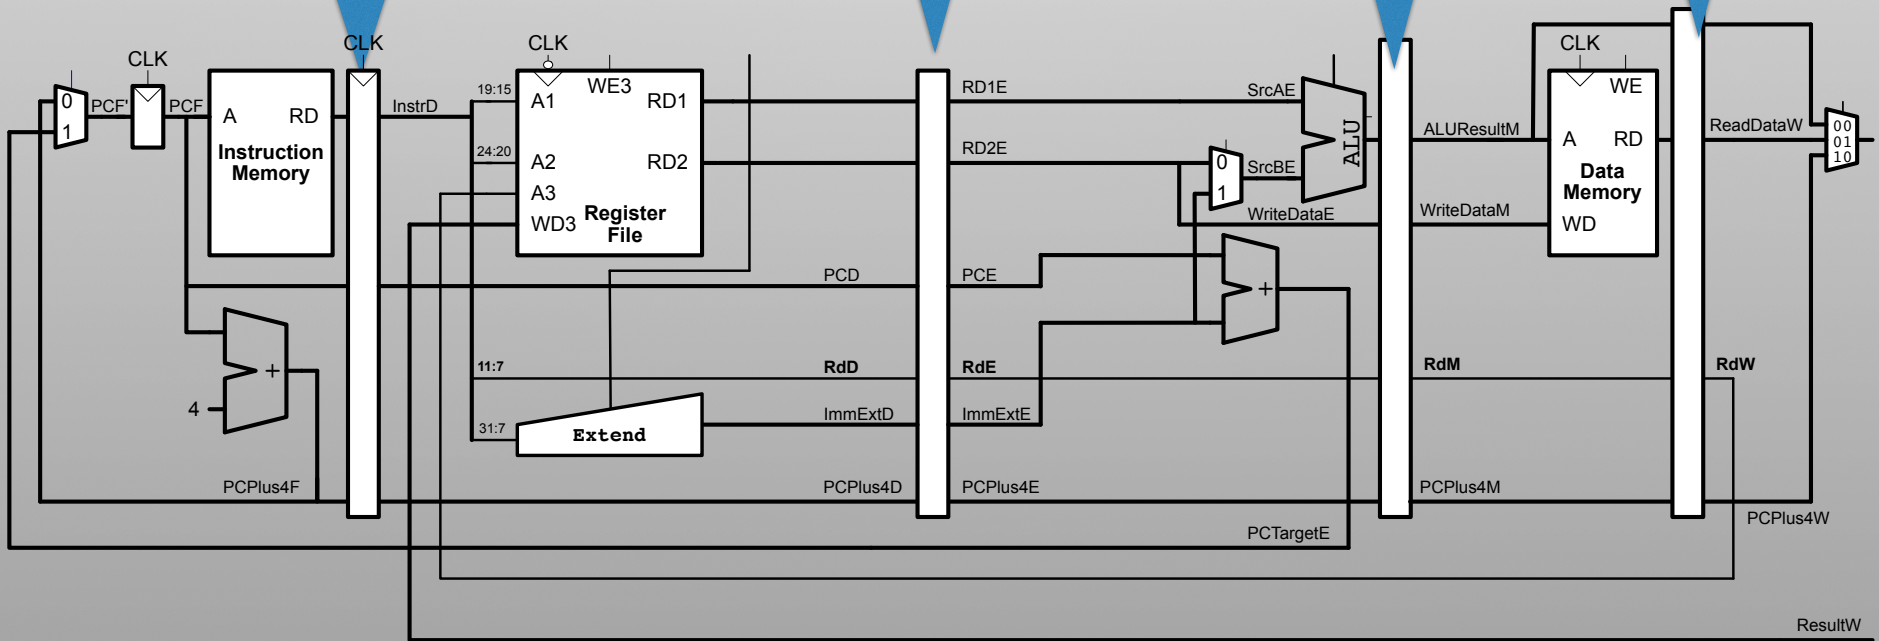 CLK
CLK
CLK
CLK
0
1
PCF'
PCF
A
RD
Instruction
Memory
InstrD
19:15
24:20
A1
A2
A3
WD3
WE3
RD1
RD2
Register
File
RD1E
RD2E
SrcAE
0
1
SrcBE
WriteDataE
ALU
ALUResultM
WriteDataM
A
WE
RD
Data
Memory
WD
ReadDataW
00
01
10
PCD
PCE
+
4
+
11:7
RdD
RdE
RdM
RdW
31:7
Extend
ImmExtD
ImmExtE
PCPlus4F
PCPlus4D
PCPlus4E
PCPlus4M
PCPlus4W
PCTargetE
ResultW